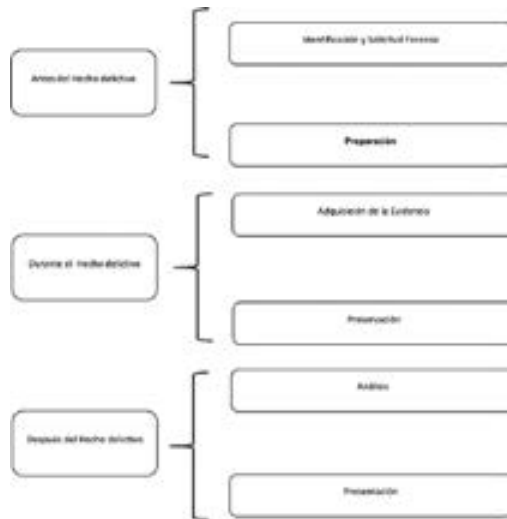 Identificación y Solicitud Forense
Antes del Hecho delictivo
Preparación
Adquisición de la Evidencia
Durante el Hecho delictivo
Preservación
Análisis
Después del Hecho delictivo
Presentación